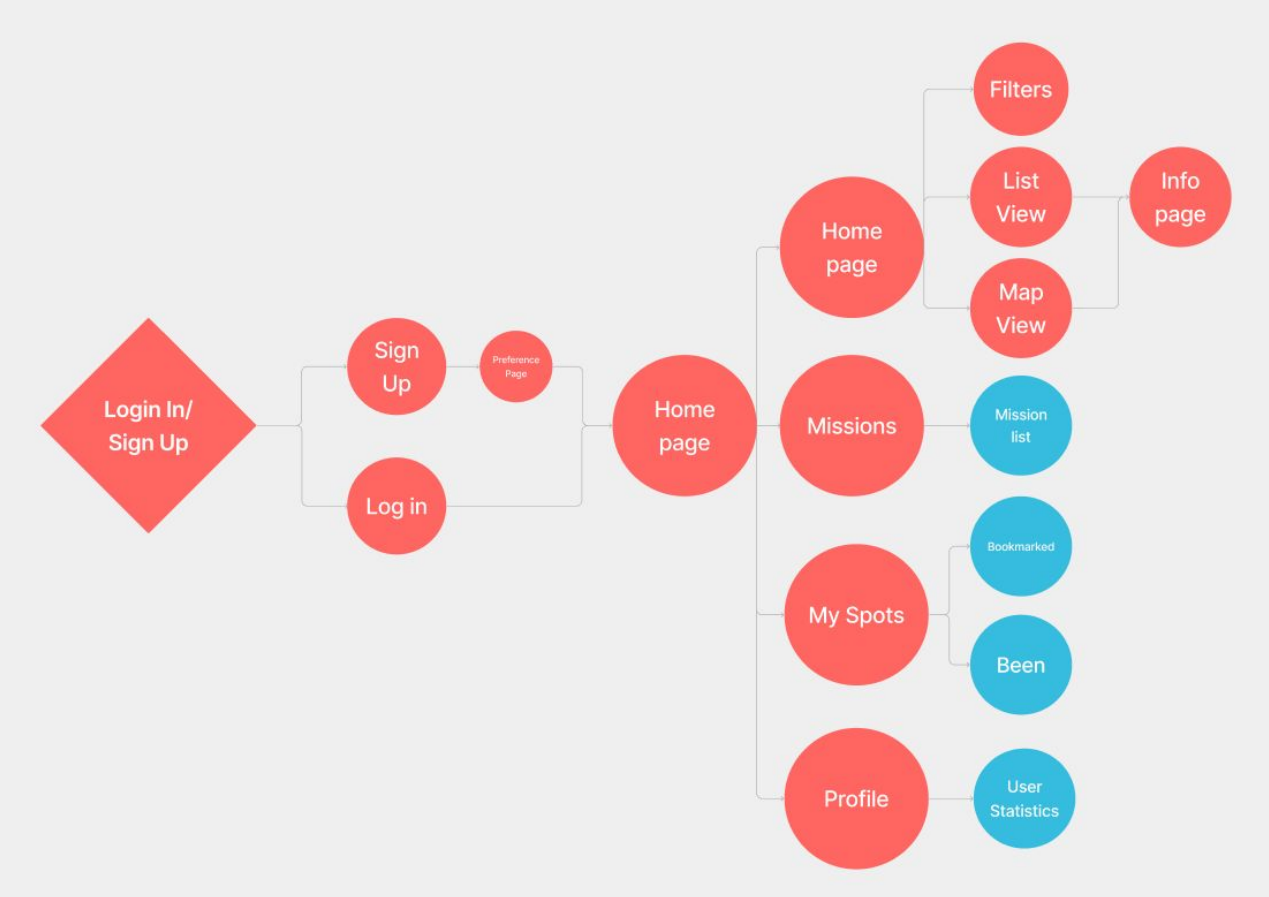 Login In/
Sign Up
Sign
Up
Preference
Page
Log in
Home
page
Home
page
Filters
List
View
Map
View
Info
page
Missions
Mission
list
My Spots
Bookmarked
Been
Profile
User
Statistics